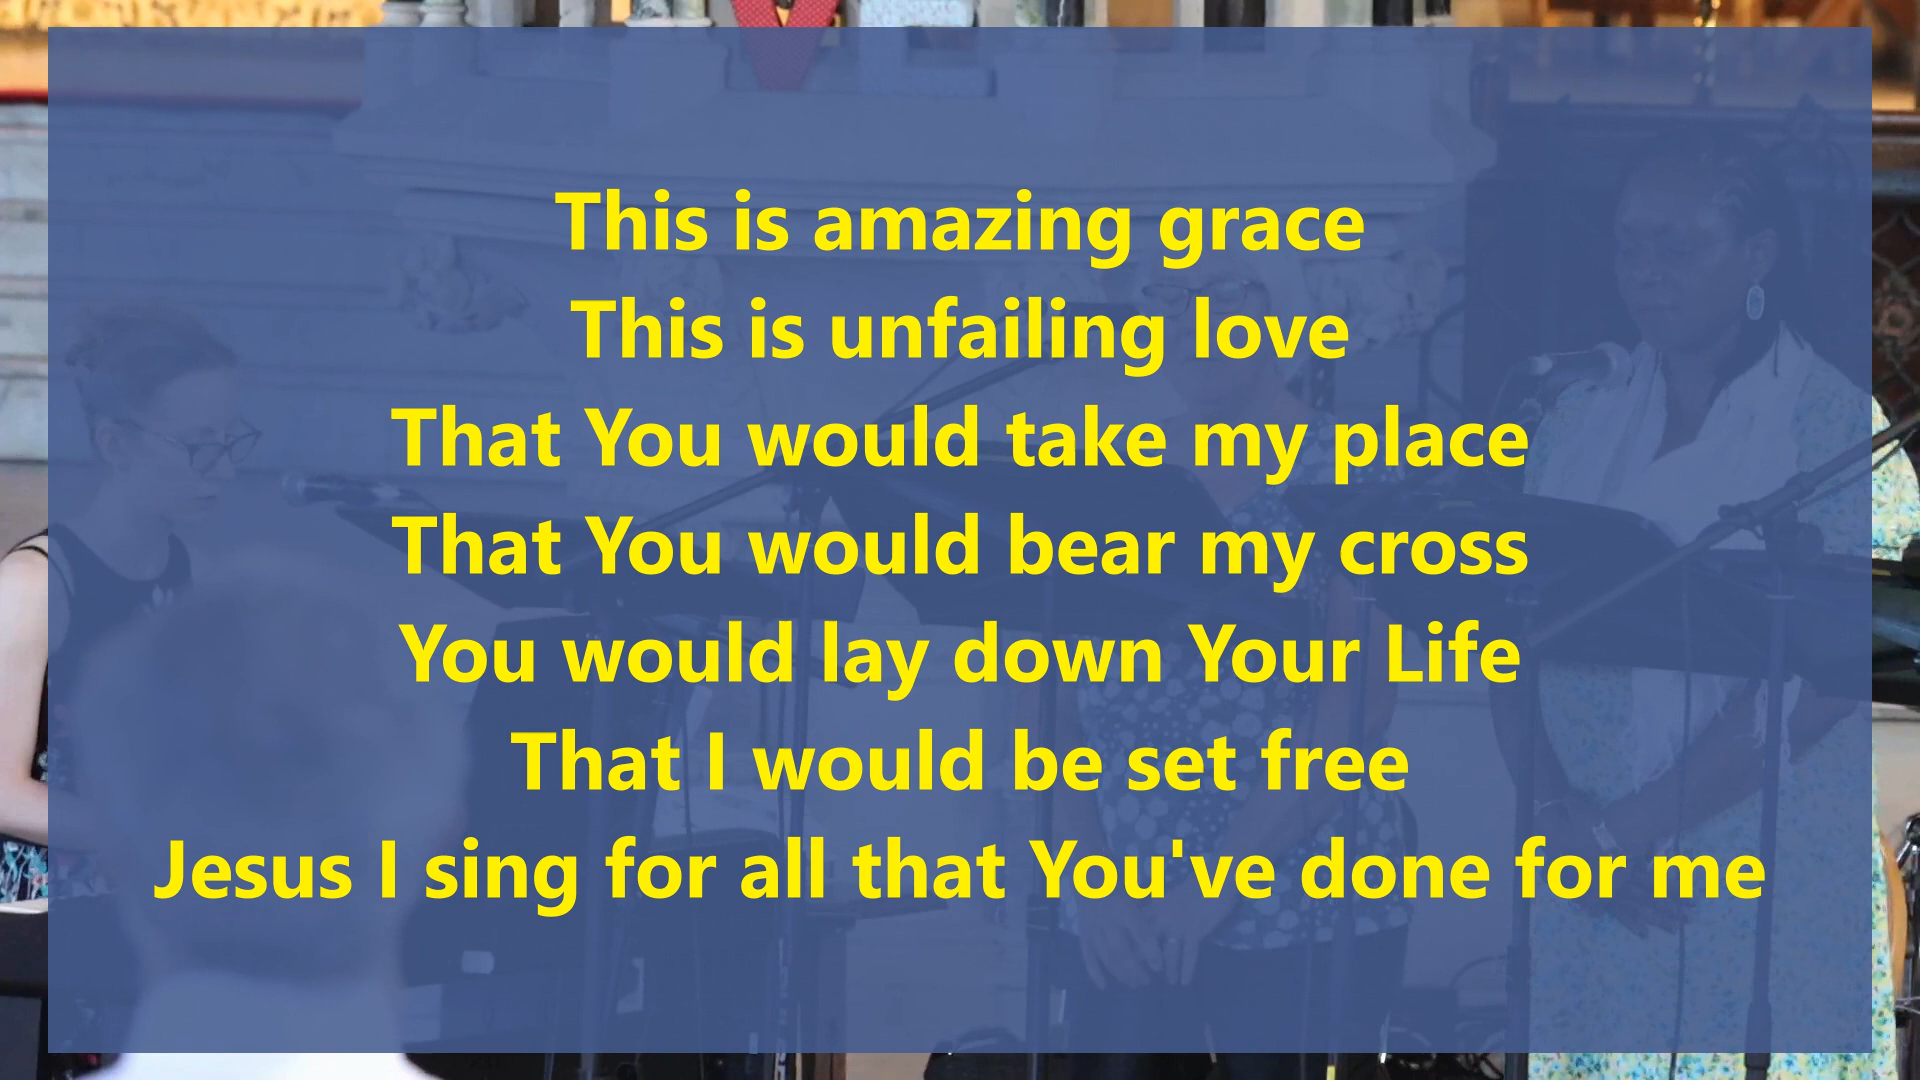 This is amazing grace
This is unfailing love
That You would take my place
That You would bear my cross
You would lay down Your Life
That I would be set free
Jesus I sing for all that You've done for me